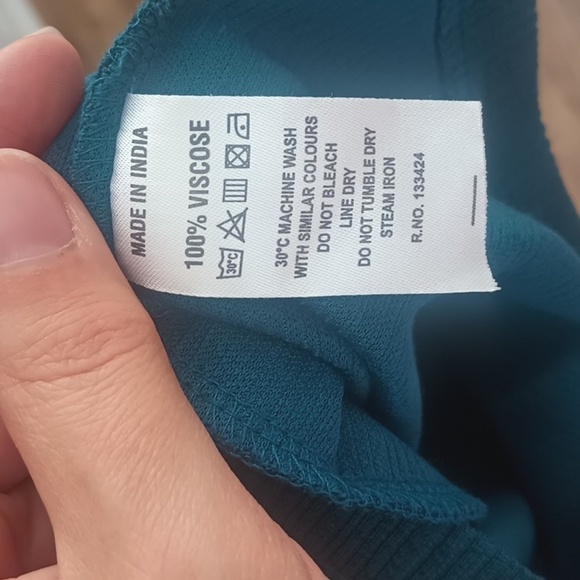 MADE IN INDIA
100% VISCOSE
30°C
30°C MACHINE WASH
WITH SIMILAR COLOURS
DO NOT BLEACH
LINE DRY
DO NOT TUMBLE DRY
STEAM IRON
R.NO. 133424